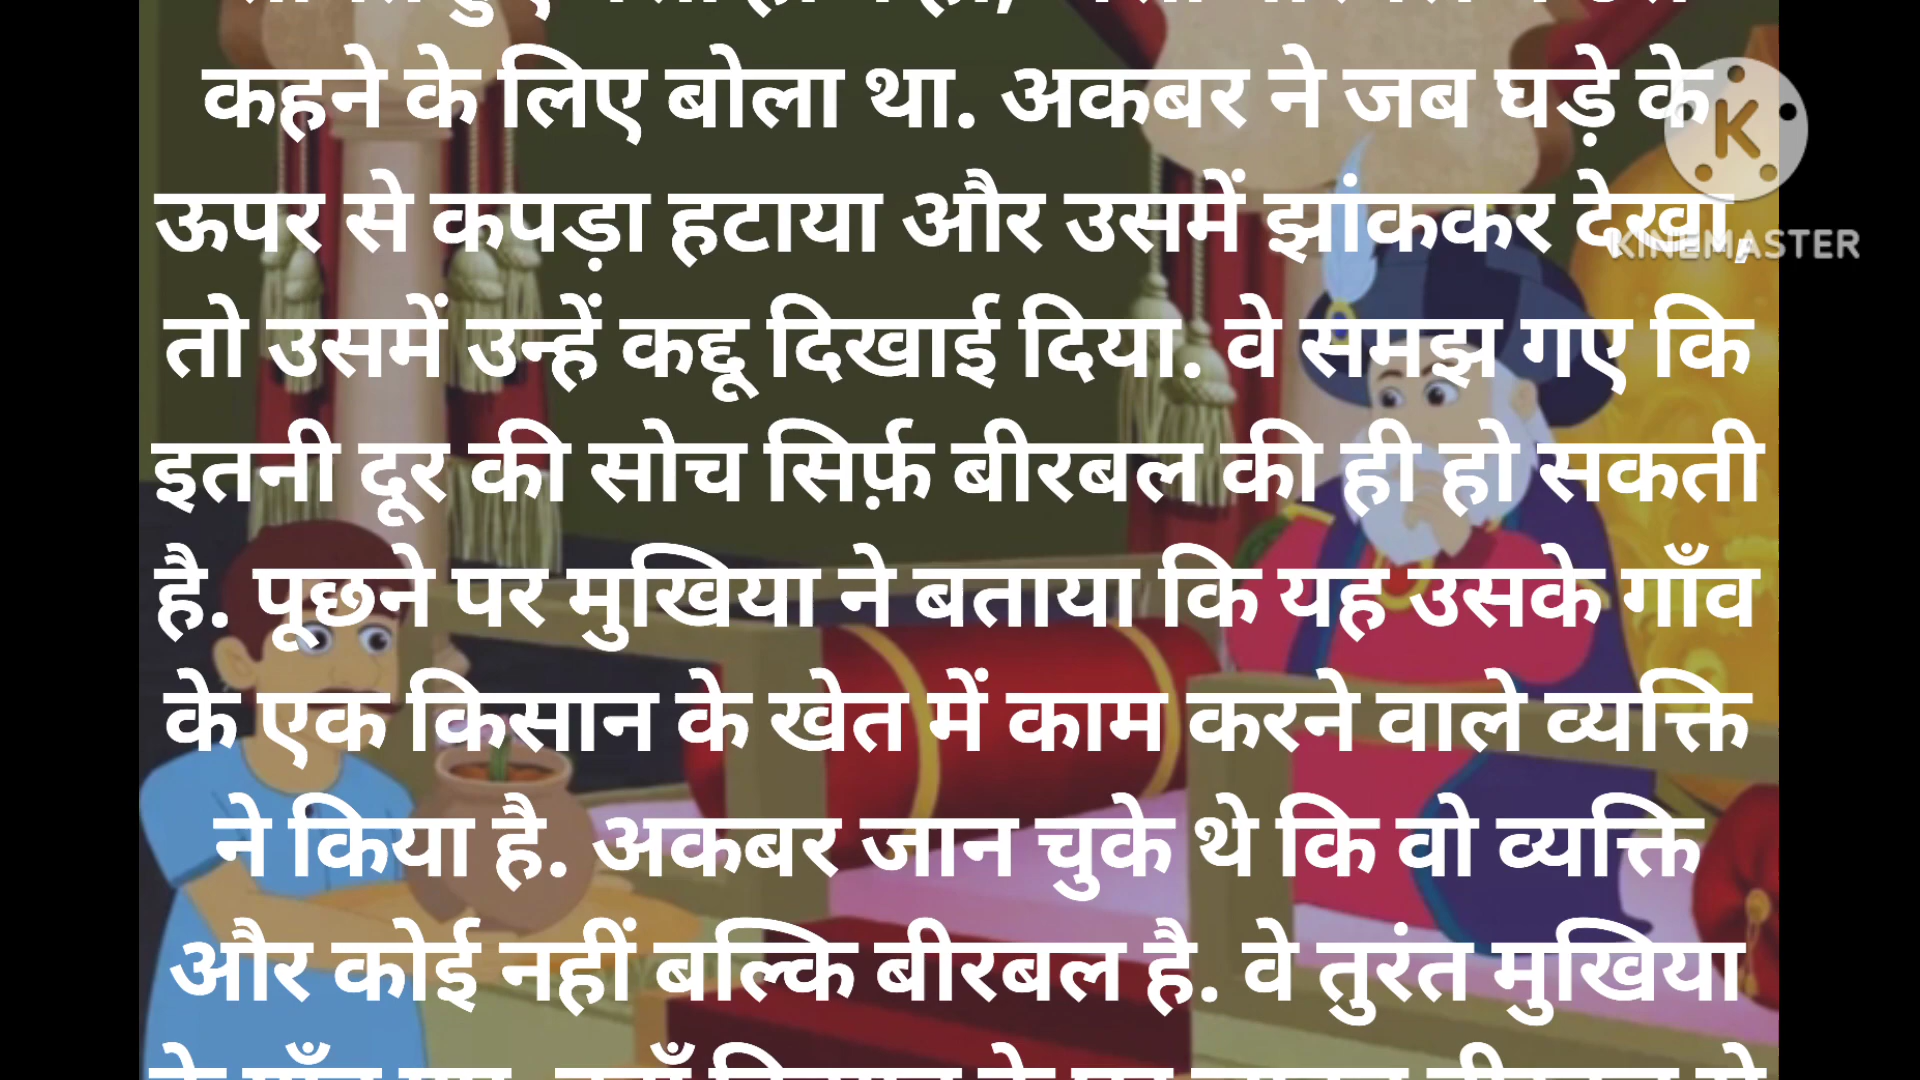 कहने के लिए बोला था. अकबर ने जब घड़े के
ऊपर से कपड़ा हटाया और उसमें झांककर देखा,
तो उसमें उन्हें कद्दू दिखाई दिया. वे समझ गए कि
इतनी दूर की सोच सिर्फ़ बीरबल की ही हो सकती
है. पूछने पर मुखिया ने बताया कि यह उसके गाँव
के एक किसान के खेत में काम करने वाले व्यक्ति
ने किया है. अकबर जान चुके थे कि वो व्यक्ति
और कोई नहीं बल्कि बीरबल है. वे तुरंत मुखिया
K
KINEMASTER